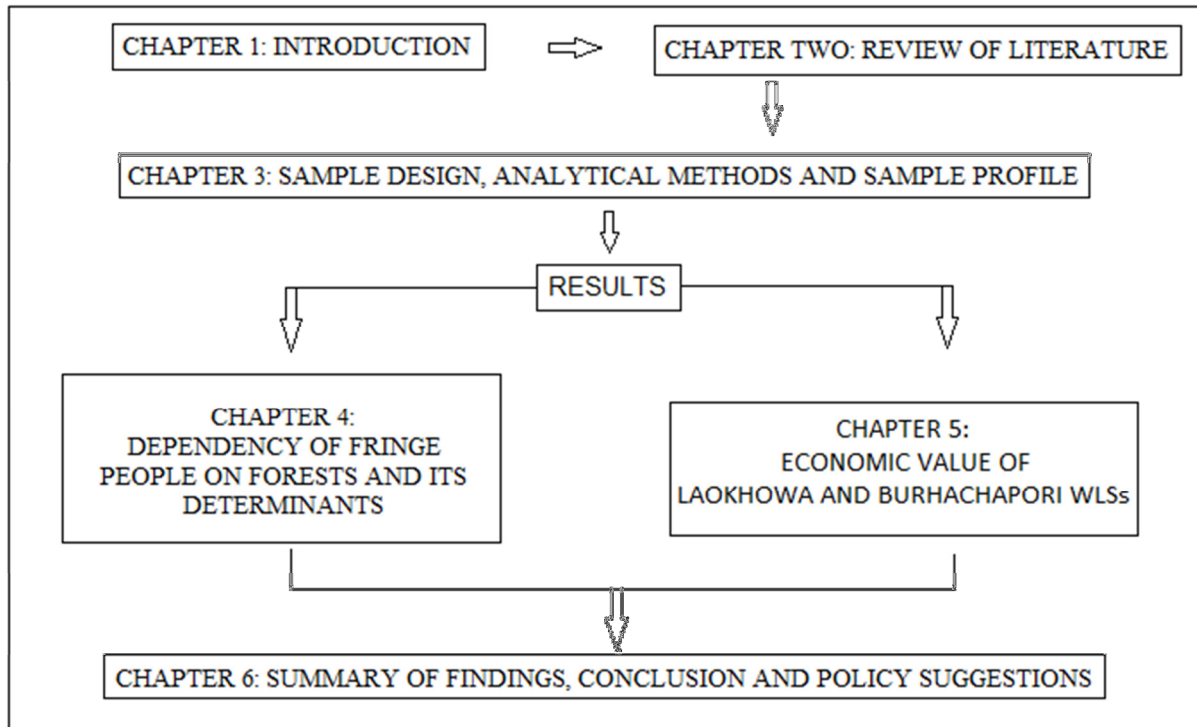 CHAPTER 1: INTRODUCTION
CHAPTER TWO: REVIEW OF LITERATURE
CHAPTER 3: SAMPLE DESIGN, ANALYTICAL METHODS AND SAMPLE PROFILE
RESULTS
CHAPTER 4:
DEPENDENCY OF FRINGE
PEOPLE ON FORESTS AND ITS
DETERMINANTS
CHAPTER 5:
ECONOMIC VALUE OF
LAOKHOWA AND BURHACHAPORI WLSs
CHAPTER 6: SUMMARY OF FINDINGS, CONCLUSION AND POLICY SUGGESTIONS